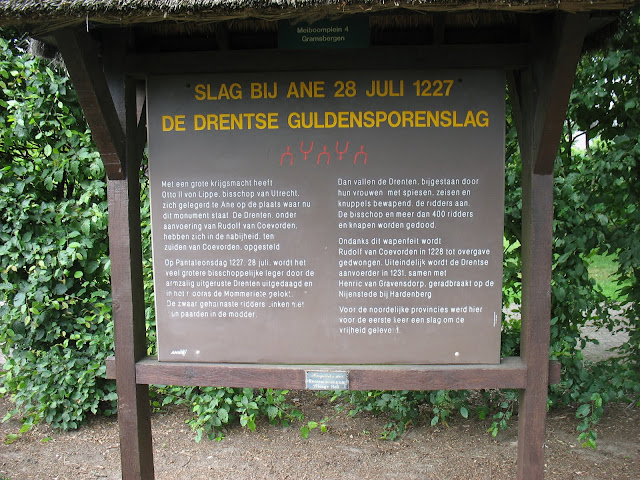 Meiboomplein 4
Gramsbergen
SLAG BIJ ANE 28 JULI 1227
DE DRENTSE GULDENSPORENSLAG
Met een grote krijgsmacht heeft
Otto II von Lippe, bisschop van Utrecht,
zich gelegerd te Ane op de plaats waar nu
dit monument staat. De Drenten, onder
aanvoering van Rudolf van Coevorden,
hebben zich in de nabijheid, ten
zuiden van Coevorden, opgesteld.
Op Pantaleonsdag 1227, 28 juli, wordt het
veel grotere bisschoppelijke leger door de
armzalig uitgeruste Drenten uitgedaagd en
in het moeras de Mommeriete gelokt.
De zwaar geharnaste ridders zinken met
hun paarden in de modder.
Dan vallen de Drenten, bijgestaan door
hun vrouwen, met spiesen, zeisen en
knuppels bewapend, de ridders aan.
De bisschop en meer dan 400 ridders
en knapen worden gedood.
Ondanks dit wapenfeit wordt
Rudolf van Coevorden in 1228 tot overgave
gedwongen. Uiteindelijk wordt de Drentse
aanvoerder in 1231, samen met
Henric van Gravensdorp, geradbraakt op de
Nijenstede bij Hardenberg.
Voor de noordelijke provincies werd hier
voor de eerste keer een slag om de
vrijheid geleverd.